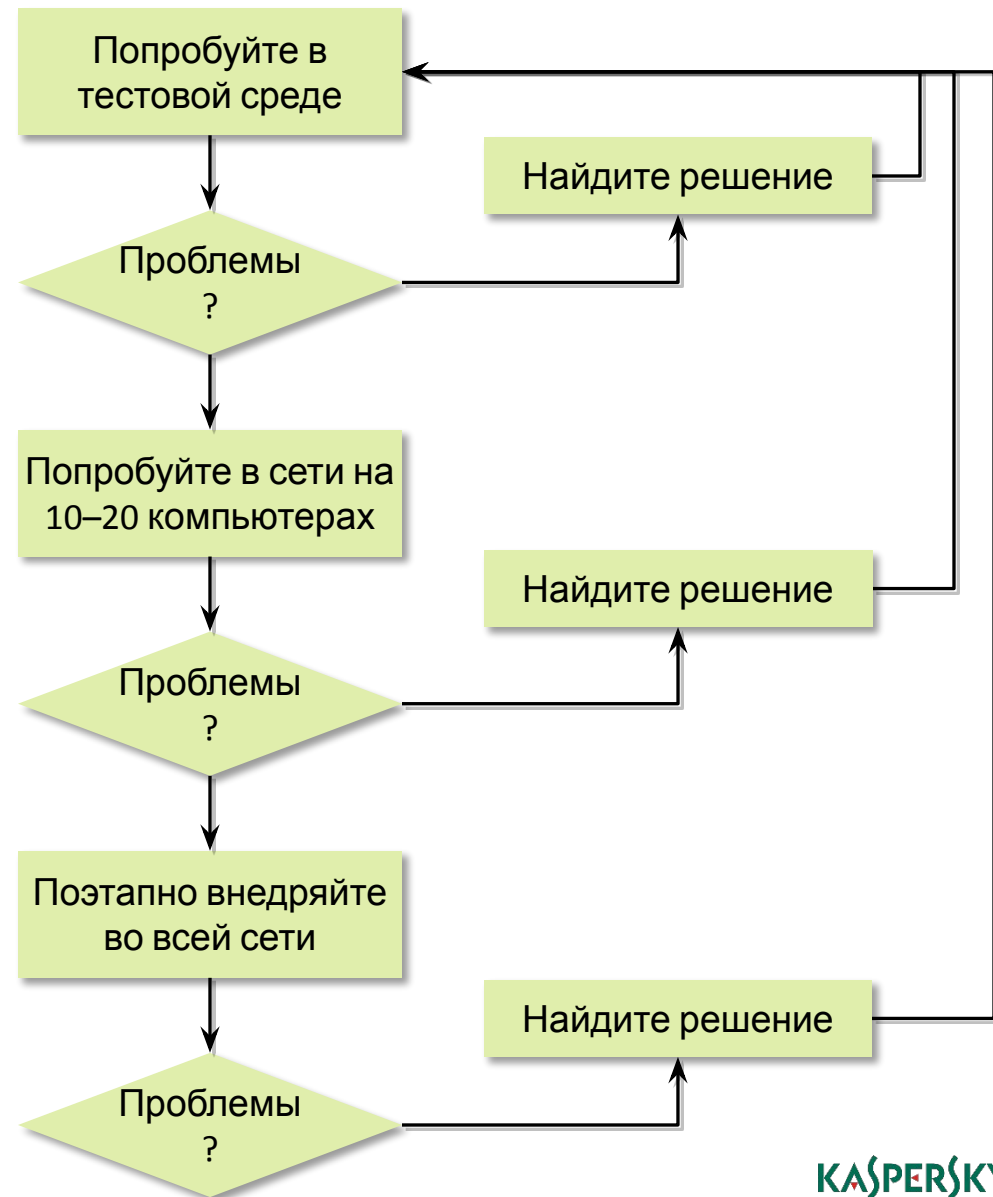 Попробуйте в
тестовой среде
Найдите решение
Проблемы
?
Попробуйте в сети на
10–20 компьютерах
Найдите решение
Проблемы
?
Поэтапно внедряйте
во всей сети
Найдите решение
Проблемы
?
KASPERSKY